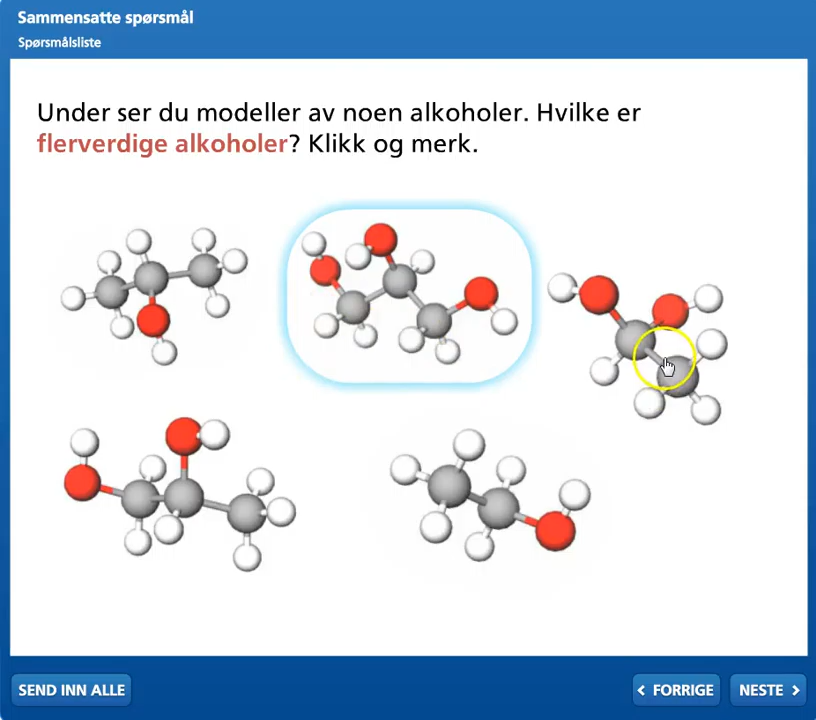 Sammensatte spørsmål
Spørsmålsliste
Under ser du modeller av noen alkoholer. Hvilke er
flerverdige alkoholer? Klikk og merk.
SEND INN ALLE
< FORRIGE
NESTE >